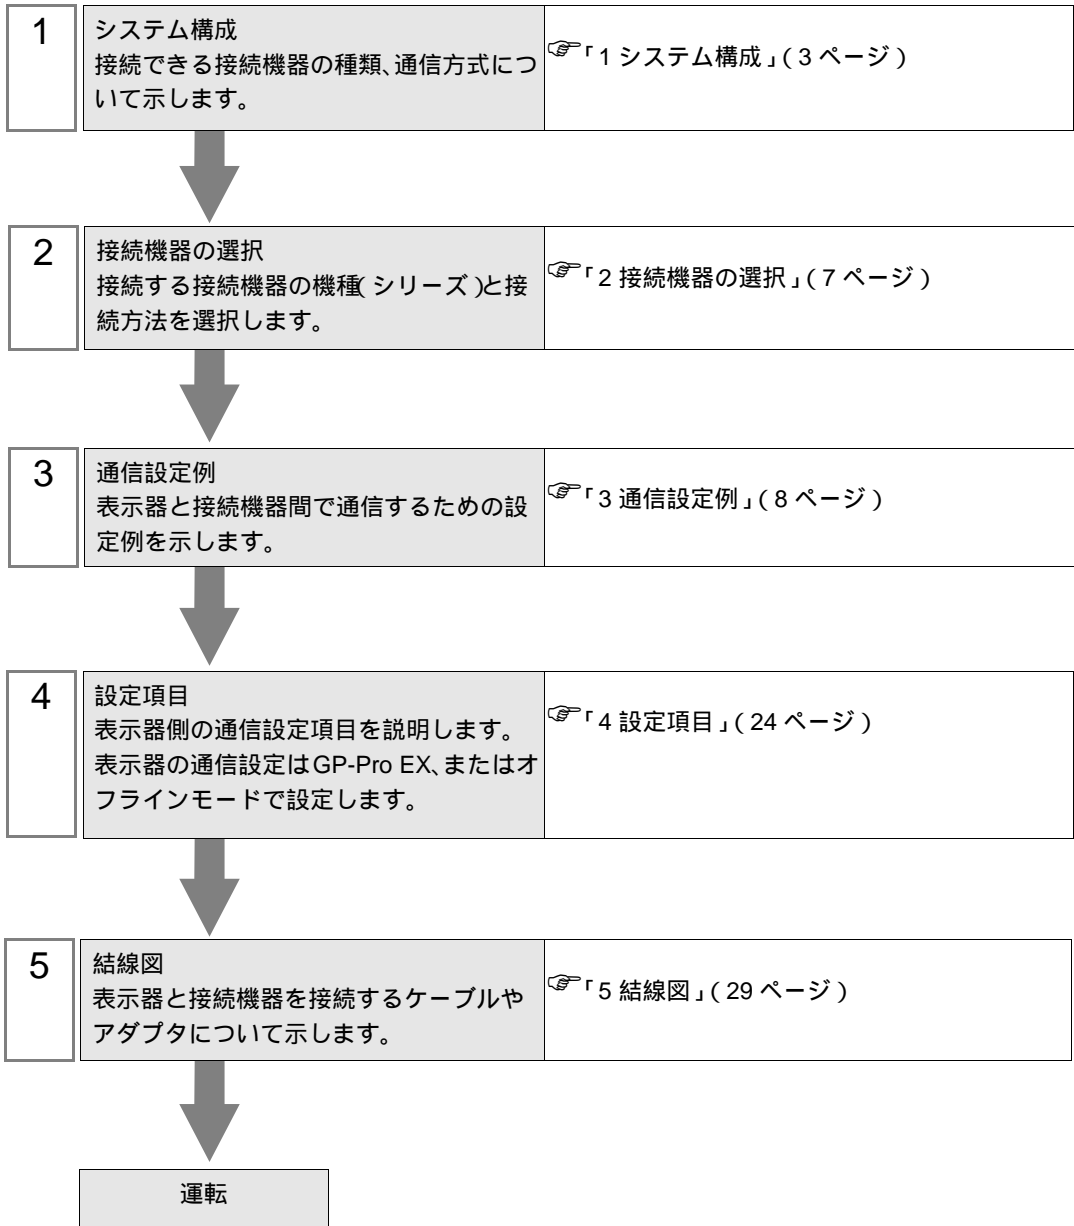 1
システム構成
接続できる接続機器の種類、通信方式につ
いて示します。
☞「1 システム構成」(3 ページ)
2
接続機器の選択
接続する接続機器の機種(シリーズ)と接
続方法を選択します。
☞「2 接続機器の選択」(7 ページ)
3
通信設定例
表示器と接続機器間で通信するための設
定例を示します。
☞「3 通信設定例」(8 ページ)
4
設定項目
表示器側の通信設定項目を説明します。
表示器の通信設定はGP-Pro EX、またはオ
フラインモードで設定します。
☞「4 設定項目」(24 ページ)
5
結線図
表示器と接続機器を接続するケーブルや
アダプタについて示します。
☞「5 結線図」(29 ページ)
運転